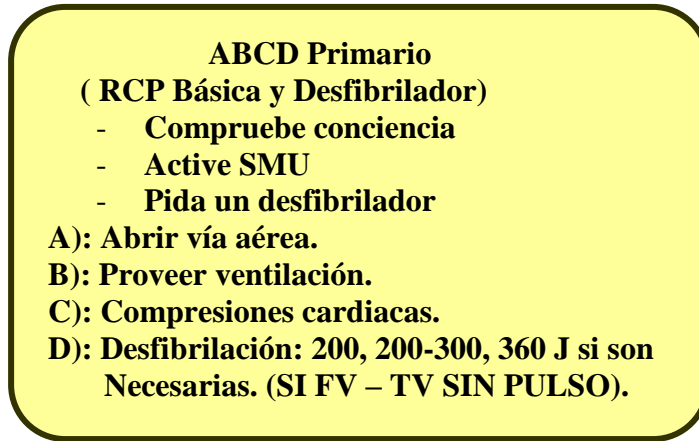 ABCD Primario
( RCP Básica y Desfibrilador)
- Compruebe conciencia
- Active SMU
- Pida un desfibrilador
A): Abrir vía aérea.
B): Proveer ventilación.
C): Compresiones cardiacas.
D): Desfibrilación: 200, 200-300, 360 J si son
Necesarias. (SI FV – TV SIN PULSO).